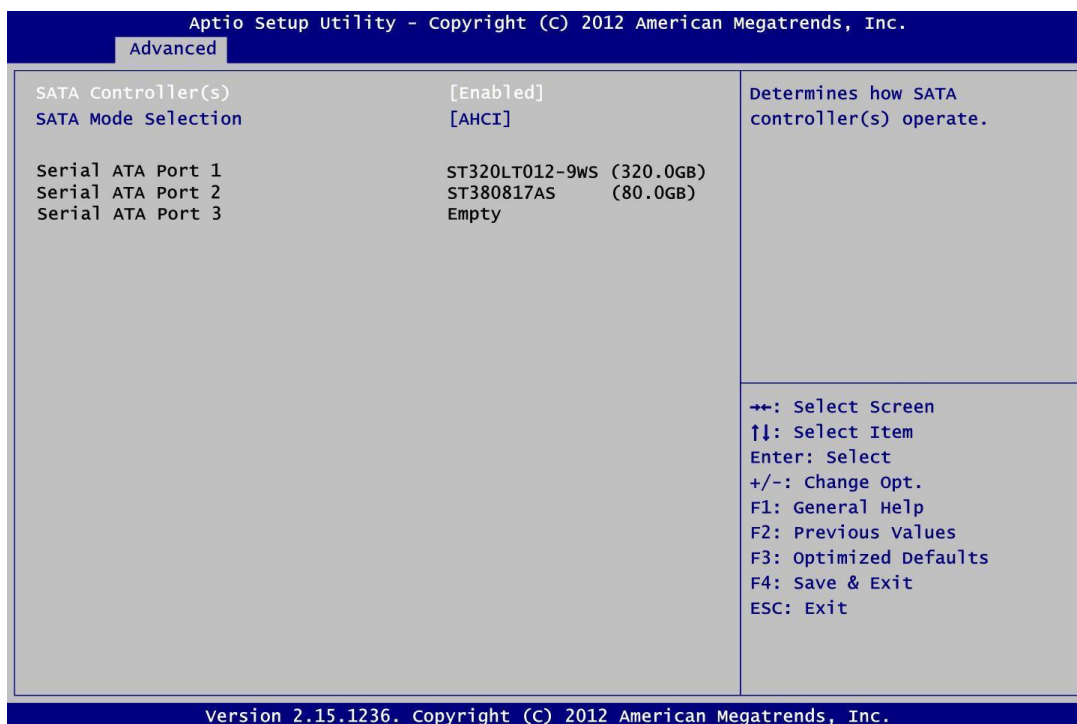 Aptio Setup Utility - Copyright (C) 2012 American Megatrends, Inc.
Advanced
SATA Controller(s) [Enabled]
SATA Mode Selection [AHCI]
Serial ATA Port 1 ST320LT012-9WS (320.0GB)
Serial ATA Port 2 ST380817AS (80.0GB)
Serial ATA Port 3 Empty
Determines how SATA
controller(s) operate.
→←: Select Screen
↑↓: Select Item
Enter: Select
+/-: Change Opt.
F1: General Help
F2: Previous Values
F3: Optimized Defaults
F4: Save & Exit
ESC: Exit
Version 2.15.1236. Copyright (C) 2012 American Megatrends, Inc.